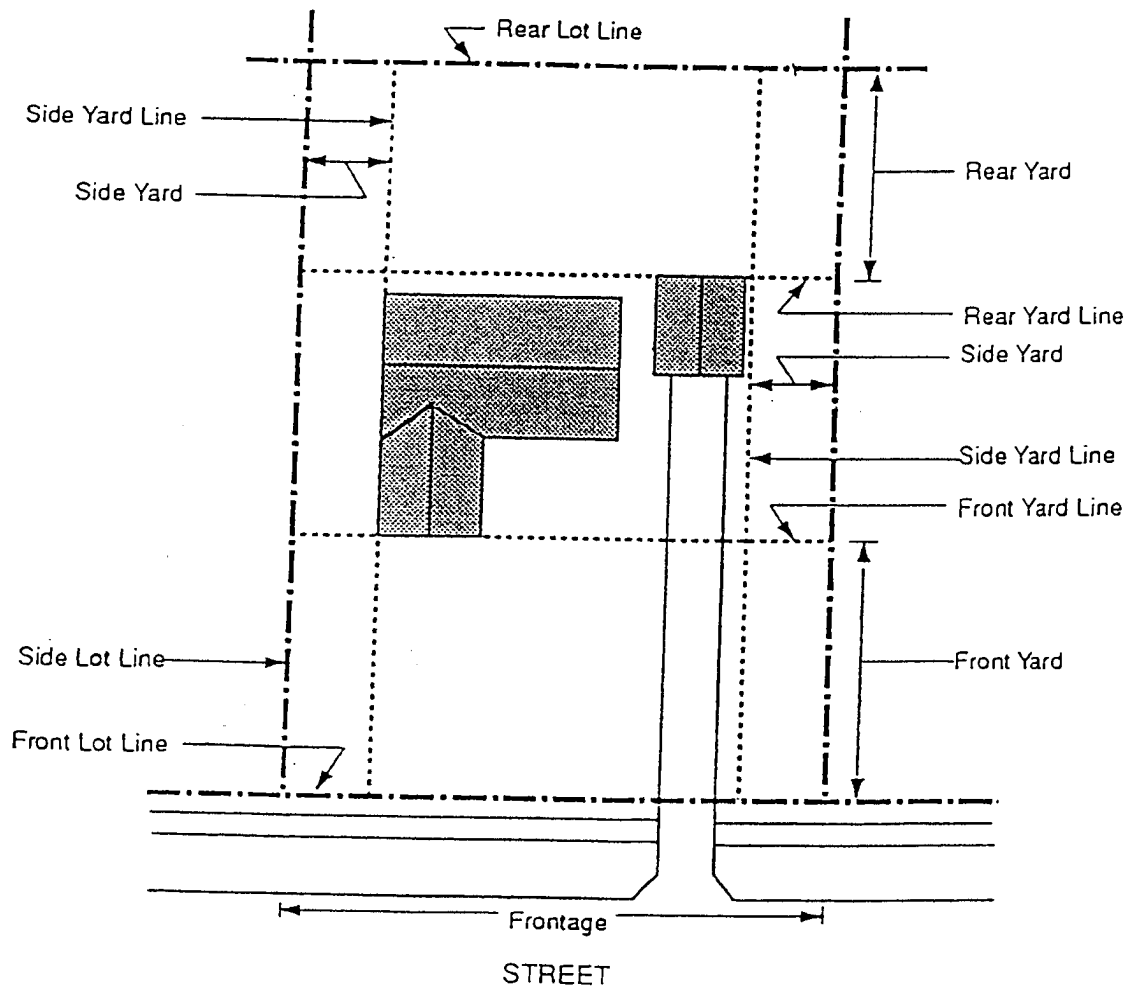 Rear Lot Line
Side Yard Line
Side Yard
Rear Yard
Rear Yard Line
Side Yard
Side Yard Line
Front Yard Line
Side Lot Line
Front Yard
Front Lot Line
Frontage
STREET